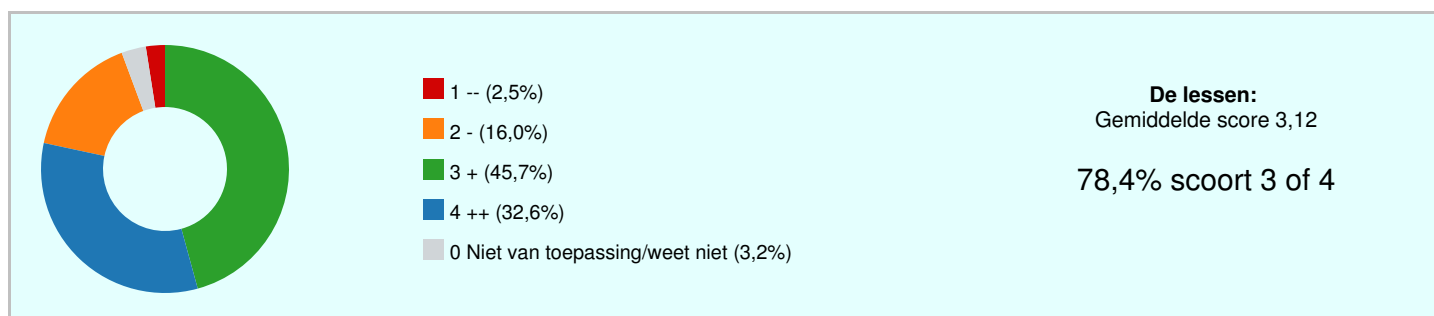 1 -- (2,5%)
2 - (16,0%)
3 + (45,7%)
4 ++ (32,6%)
0 Niet van toepassing/weet niet (3,2%)
De lessen:
Gemiddelde score 3,12
78,4% scoort 3 of 4